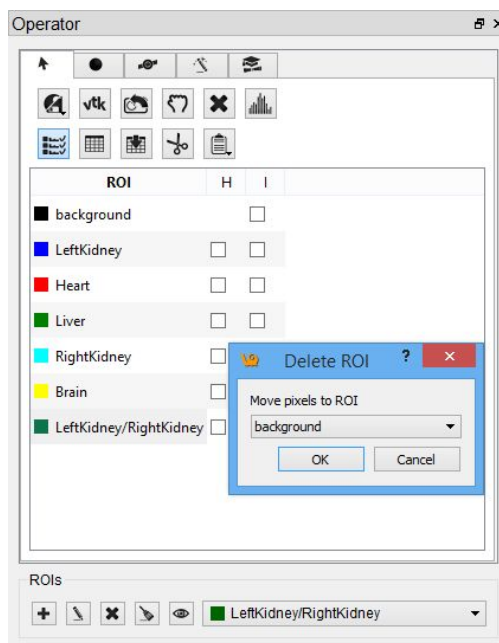 Operator
vtk
ROI H I
background
LeftKidney
Heart
Liver
RightKidney
Brain
LeftKidney/RightKidney
Delete ROI ?
Move pixels to ROI
background
OK Cancel
ROIs
LeftKidney/RightKidney